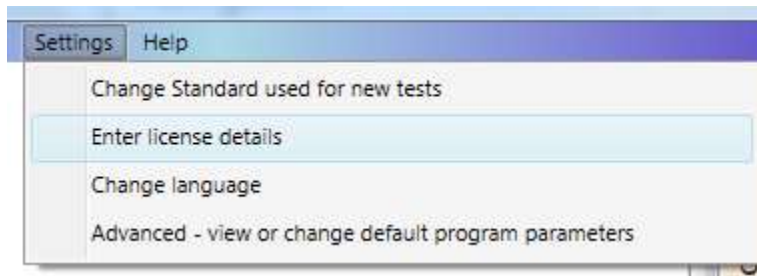 Settings Help
Change Standard used for new tests
Enter license details
Change language
Advanced - view or change default program parameters